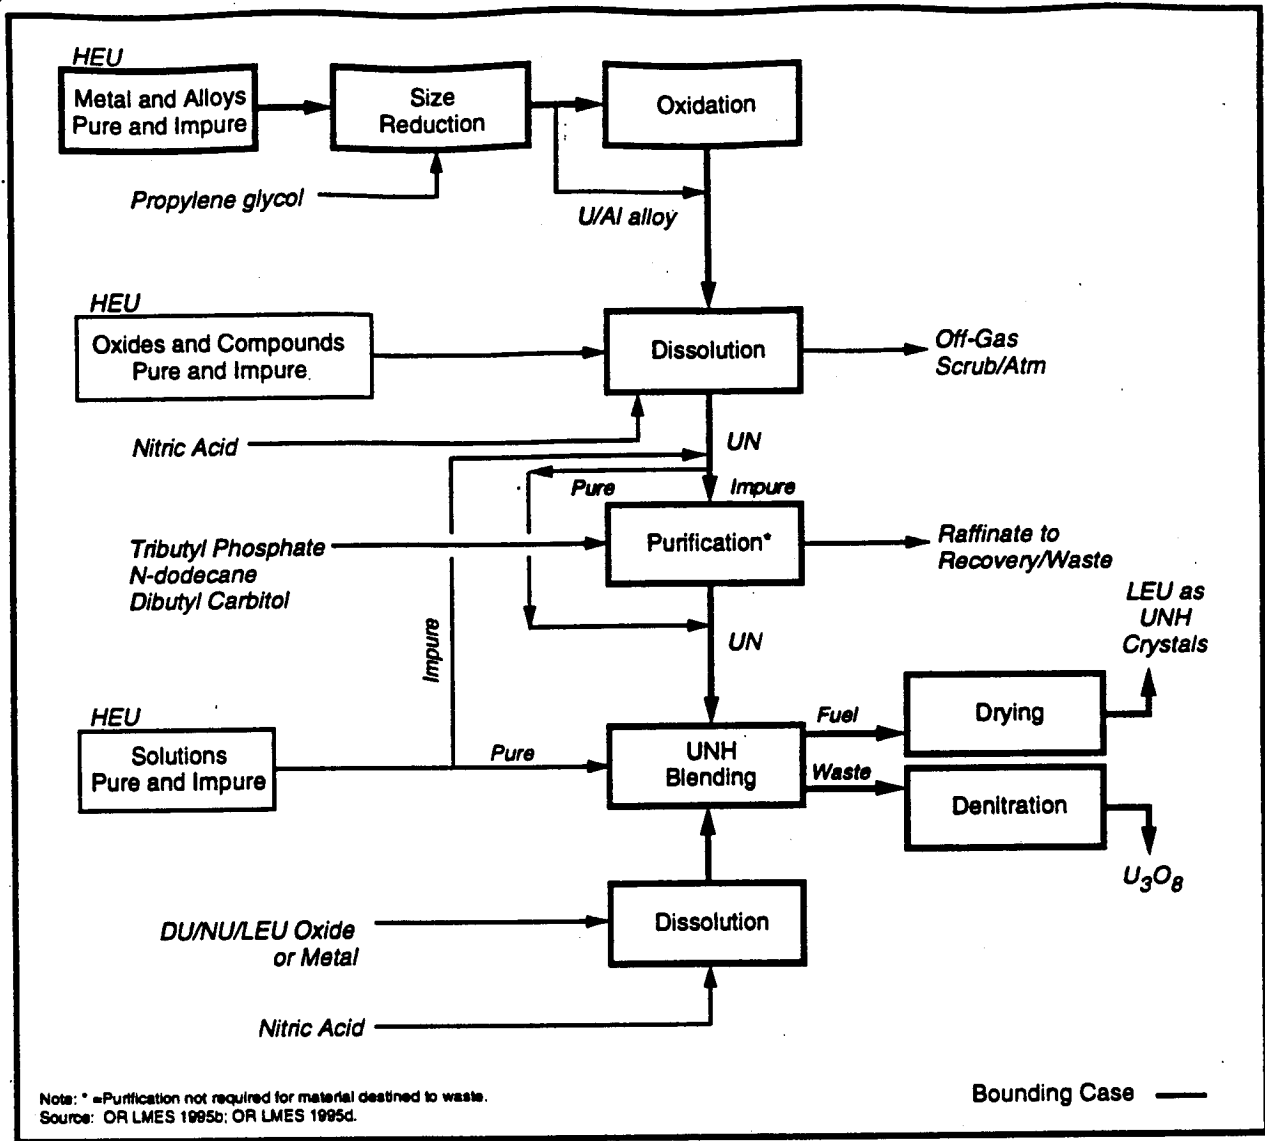 HEU
Metal and Alloys
Pure and Impure
Size
Reduction
Oxidation
Propylene glycol
U/Al alloy
HEU
Oxides and Compounds
Pure and Impure
Dissolution
Off-Gas
Scrub/Atm
Nitric Acid
UN
Pure
Impure
Tributyl Phosphate
N-dodecane
Dibutyl Carbitol
Purification*
Raffinate to
Recovery/Waste
LEU as
UNH
Crystals
Impure
UN
HEU
Solutions
Pure and Impure
Pure
UNH
Blending
Fuel
Waste
Drying
Denitration
U3O8
DU/NU/LEU Oxide
or Metal
Dissolution
Nitric Acid
Note: * =Purification not required for material destined to waste.
Source: OR LMES 1995b; OR LMES 1995d.
Bounding Case